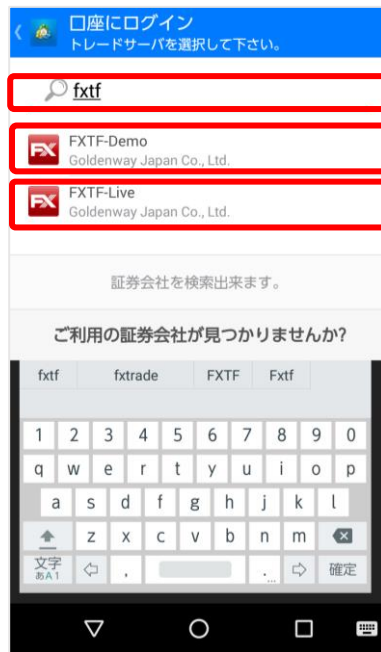 口座にログイン
トレードサーバを選択して下さい。
fxtf
FX
FXTF-Demo
Goldenway Japan Co., Ltd.
FX
FXTF-Live
Goldenway Japan Co., Ltd.
証券会社を検索出来ます。
ご利用の証券会社が見つかりませんか?
fxtf fxtrade FXTF Fxtf
1 2 3 4 5 6 7 8 9 0
q w e r t y u i o p
a s d f g h j k l
z x c v b n m
文字 , . ... 確定
あA1